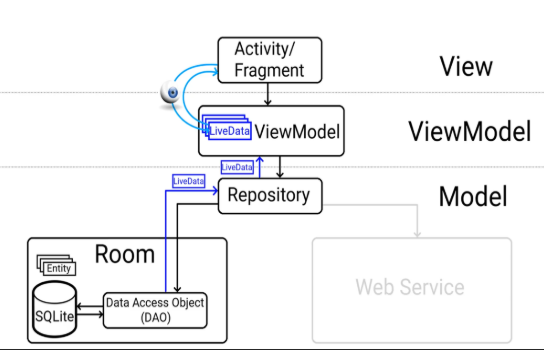 Activity/
Fragment
View
LiveData
ViewModel
ViewModel
LiveData
LiveData
Repository
Model
Room
Entity
SQLite
Data Access Object
(DAO)
Web Service